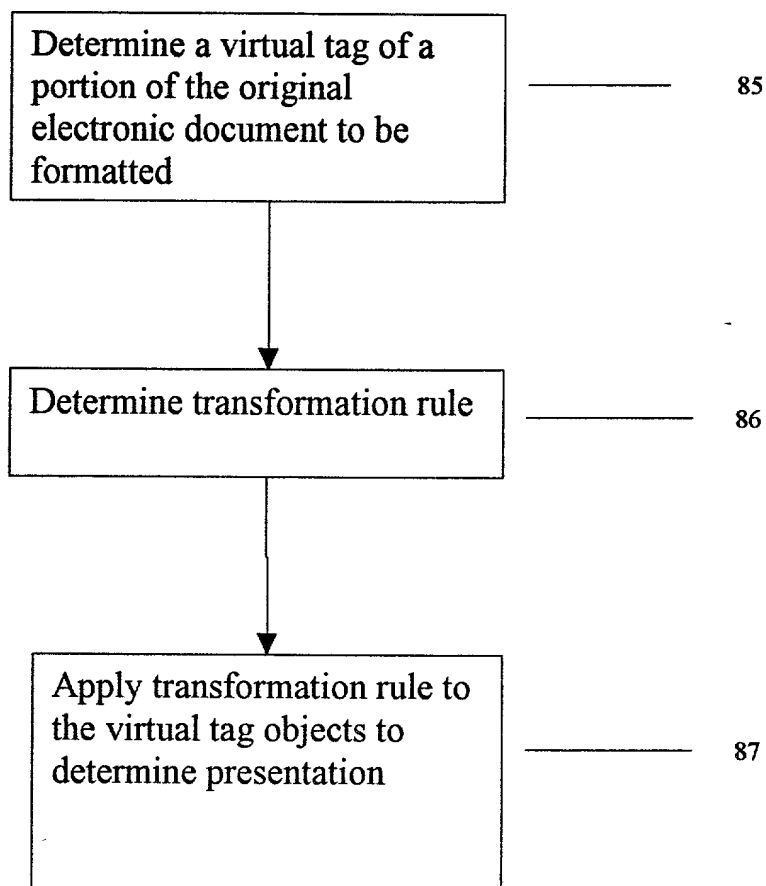 Determine a virtual tag of a
portion of the original
electronic document to be
formatted
85
Determine transformation rule
86
Apply transformation rule to
the virtual tag objects to
determine presentation
87